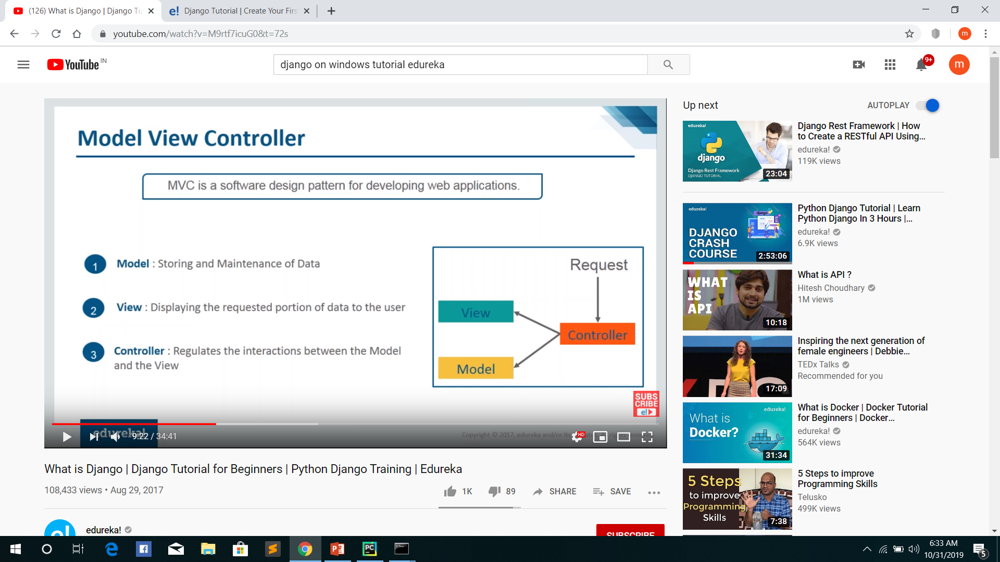 (126) What is Django | Django Tu
Django Tutorial | Create Your Firs
youtube.com/watch?v=M9rtf7icuG0&t=72s
m
YouTube IN
django on windows tutorial edureka
9+
m
Model View Controller
MVC is a software design pattern for developing web applications.
1 Model : Storing and Maintenance of Data
2 View : Displaying the requested portion of data to the user
3 Controller : Regulates the interactions between the Model
and the View
Request
View
Controller
Model
SUBS
CRIBE
e!
edureka!
9:22 / 34:41
Copyright © 2017, edureka and/or its
HD
What is Django | Django Tutorial for Beginners | Python Django Training | Edureka
108,433 views • Aug 29, 2017
1K
89
SHARE
SAVE
edureka!
SUBSCRIBE
Up next
AUTOPLAY
edureka!
django
Django Rest Framework
DJANGO TUTORIAL
23:04
Django Rest Framework | How
to Create a RESTful API Using...
edureka!
119K views
edureka!
django
DJANGO
CRASH
COURSE
2:53:06
Python Django Tutorial | Learn
Python Django In 3 Hours |...
edureka!
6.9K views
WHAT
IS
API
10:18
What is API ?
Hitesh Choudhary
1M views
17:09
Inspiring the next generation of
female engineers | Debbie...
TEDx Talks
Recommended for you
edureka!
What is
Docker?
31:34
What is Docker | Docker Tutorial
for Beginners | Docker...
edureka!
564K views
5 Steps
to improve
Programming
Skills
7:38
5 Steps to improve
Programming Skills
Telusko
499K views
6:33 AM
10/31/2019
5